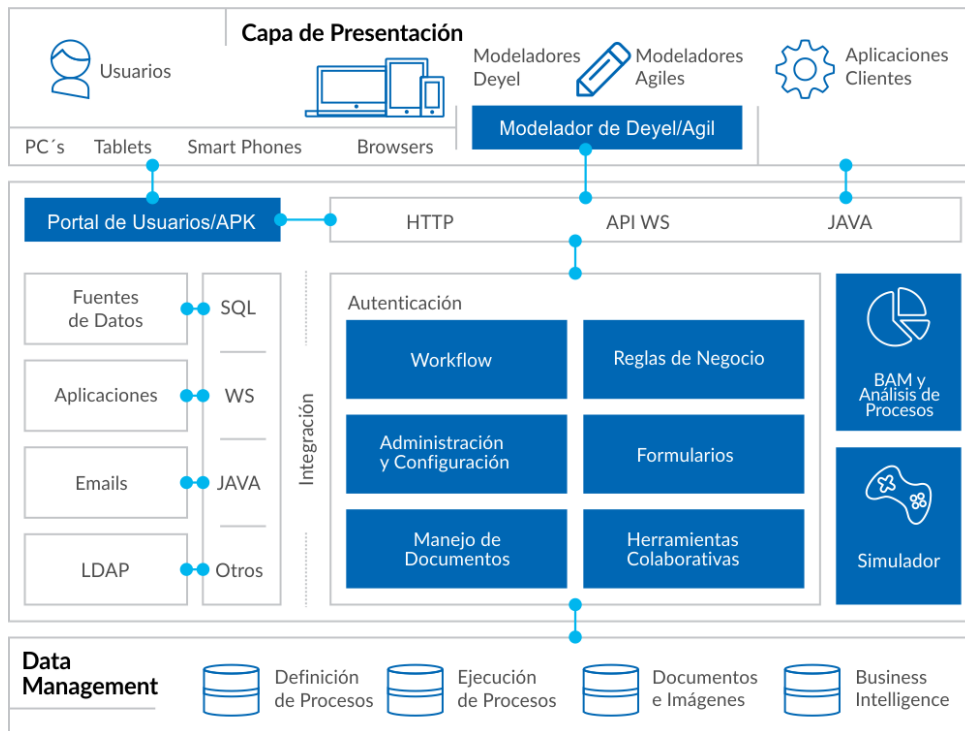 Capa de Presentación
Usuarios
Modeladores
Deyel
Modeladores
Agiles
Aplicaciones
Clientes
Modelador de Deyel/Agil
PC´s
Tablets
Smart Phones
Browsers
Portal de Usuarios/APK
HTTP
API WS
JAVA
Fuentes
de Datos
SQL
Aplicaciones
WS
Emails
JAVA
LDAP
Otros
Integración
Autenticación
Workflow
Reglas de Negocio
Administración
y Configuración
Formularios
Manejo de
Documentos
Herramientas
Colaborativas
BAM y
Análisis de
Procesos
Simulador
Data
Management
Definición
de Procesos
Ejecución
de Procesos
Documentos
e Imágenes
Business
Intelligence